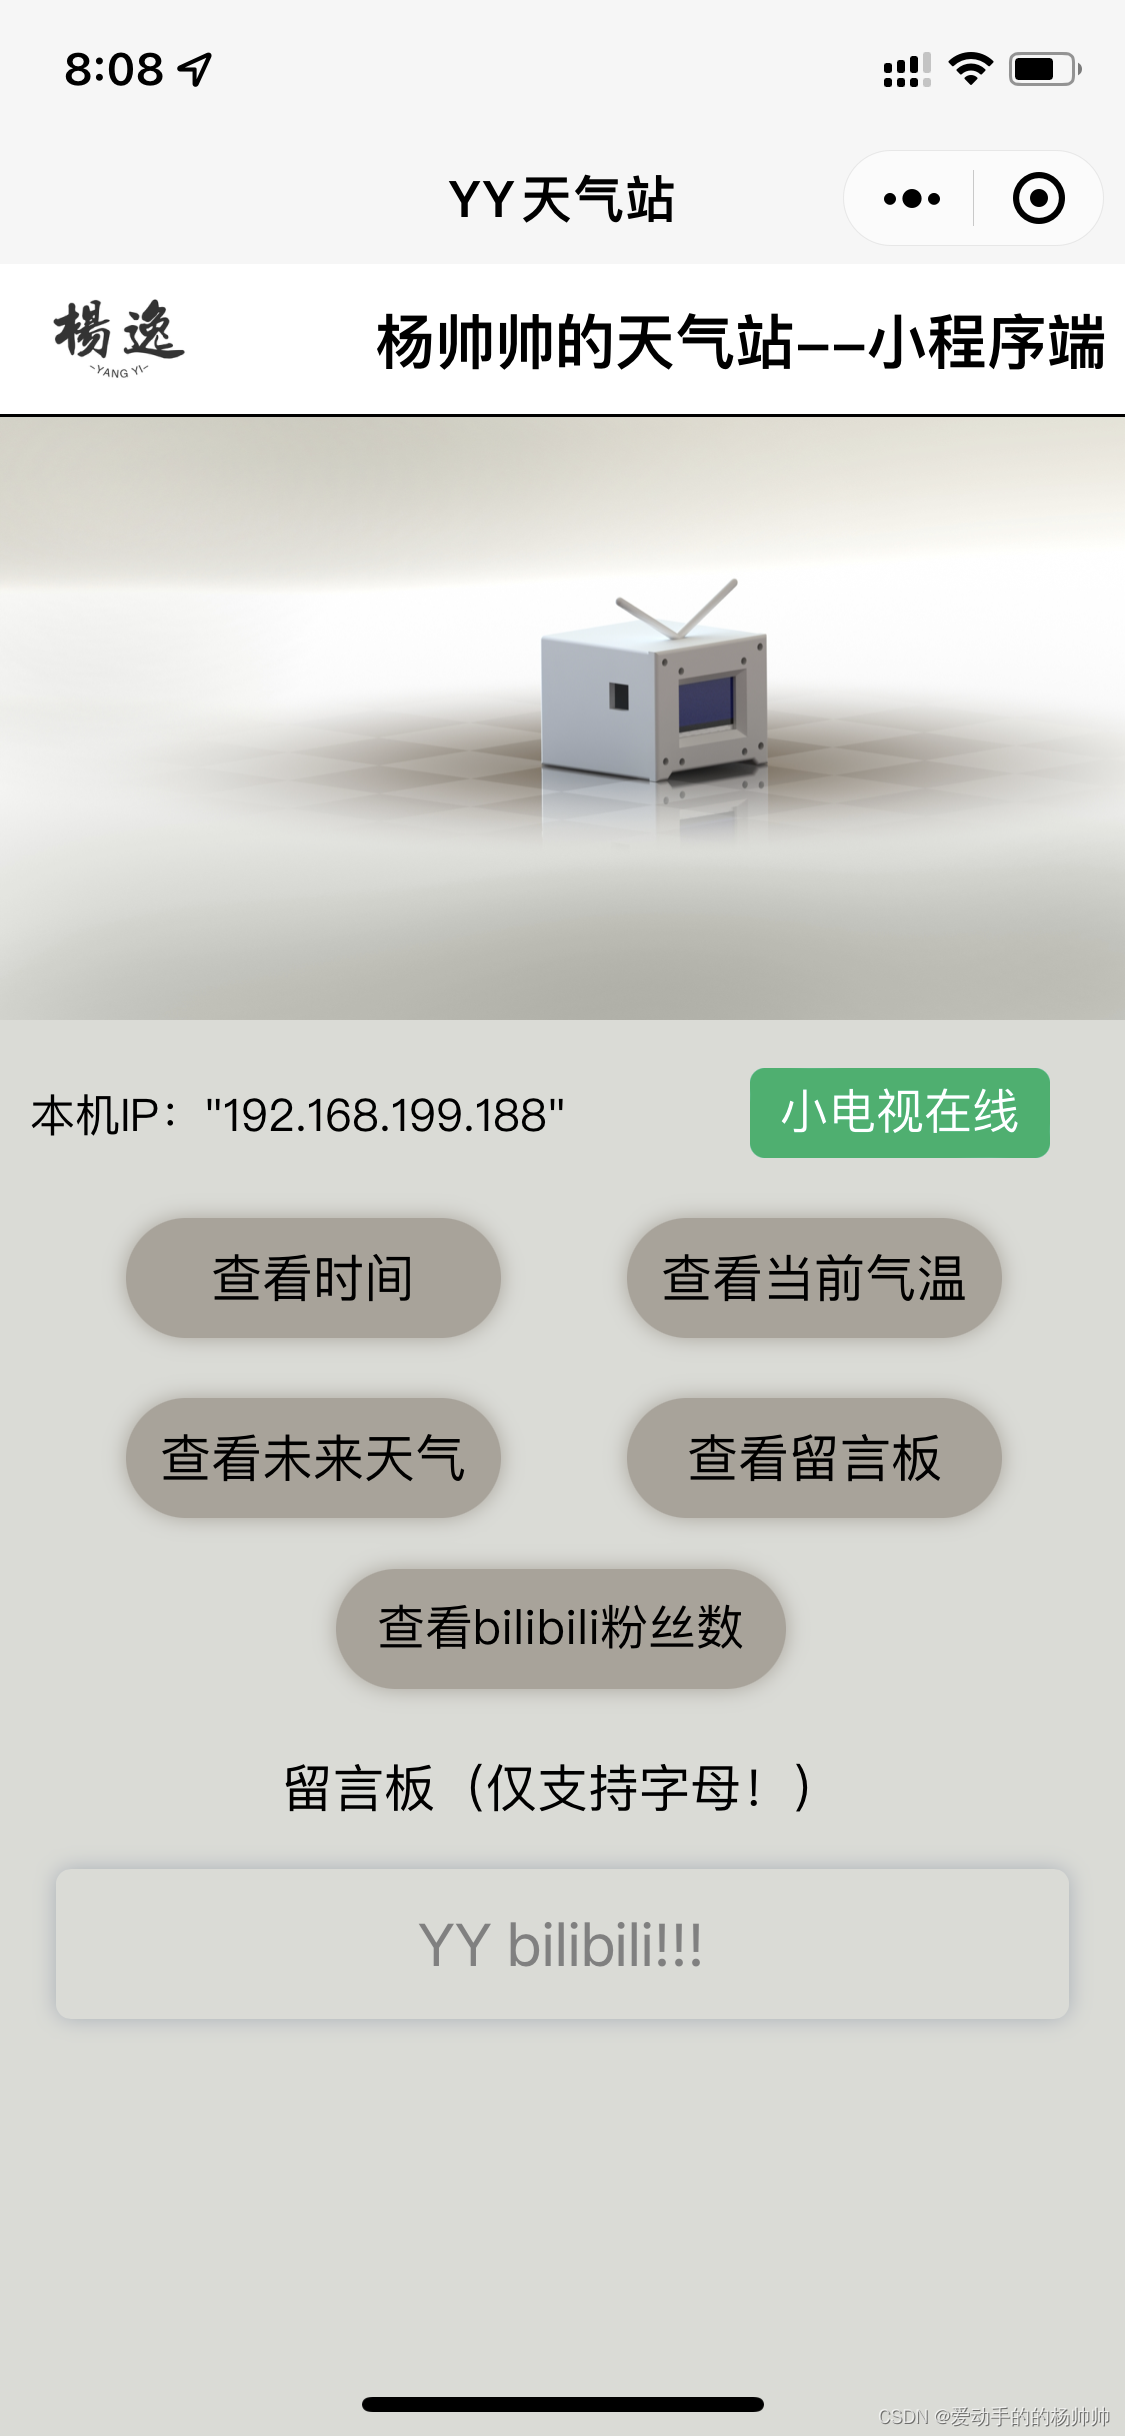 8:08
YY天气站
楊逸
~YANG YI~
杨帅帅的天气站--小程序端
本机IP："192.168.199.188"
小电视在线
查看时间
查看当前气温
查看未来天气
查看留言板
查看bilibili粉丝数
留言板（仅支持字母！）
YY bilibili!!!
CSDN @爱动手的的杨帅帅